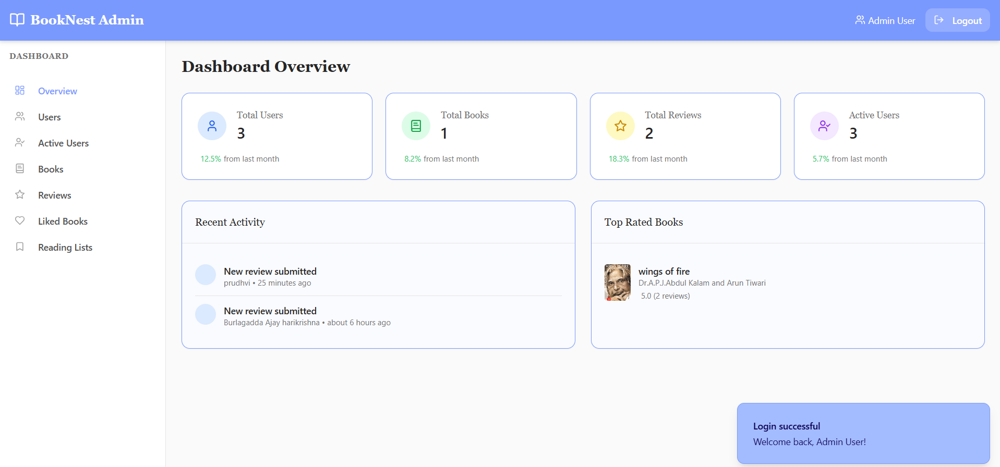 BookNest Admin
Admin User
Logout
DASHBOARD
Overview
Users
Active Users
Books
Reviews
Liked Books
Reading Lists
Dashboard Overview
Total Users
3
12.5% from last month
Total Books
1
8.2% from last month
Total Reviews
2
18.3% from last month
Active Users
3
5.7% from last month
Recent Activity
New review submitted
prudhvi • 25 minutes ago
New review submitted
Burlagadda Ajay harikrishna • about 6 hours ago
Top Rated Books
WINGS OF FIRE
wings of fire
Dr.A.P.J.Abdul Kalam and Arun Tiwari
5.0 (2 reviews)
Login successful
Welcome back, Admin User!